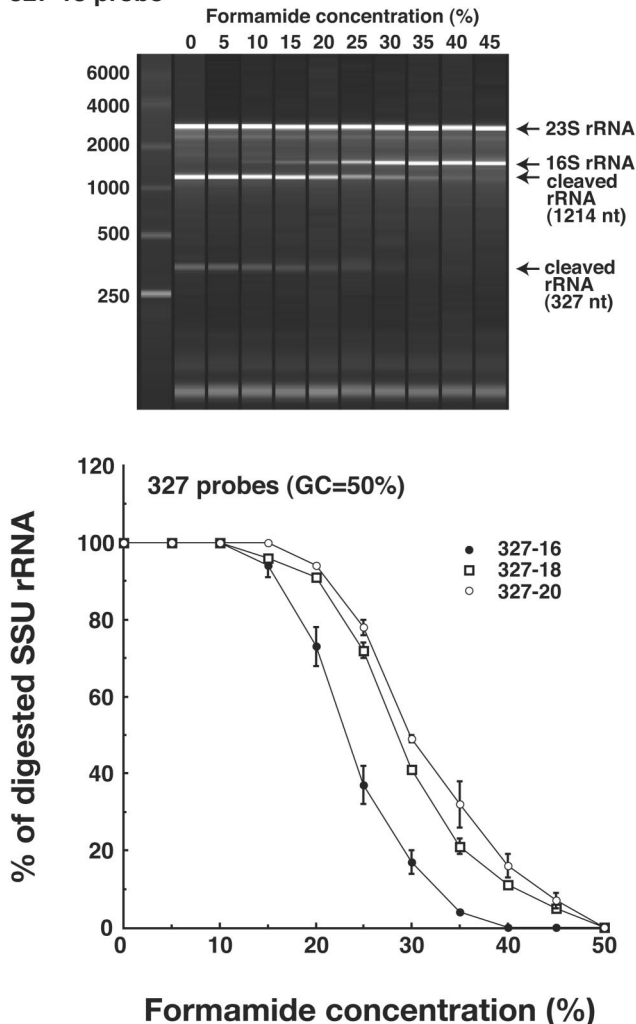 Formamide concentration (%)
0 5 10 15 20 25 30 35 40 45
6000
4000
2000
1000
500
250
23S rRNA
16S rRNA
cleaved
rRNA
(1214 nt)
cleaved
rRNA
(327 nt)
% of digested SSU rRNA
120
100
80
60
40
20
0
327 probes (GC=50%)
327-16
327-18
327-20
0 10 20 30 40 50
Formamide concentration (%)